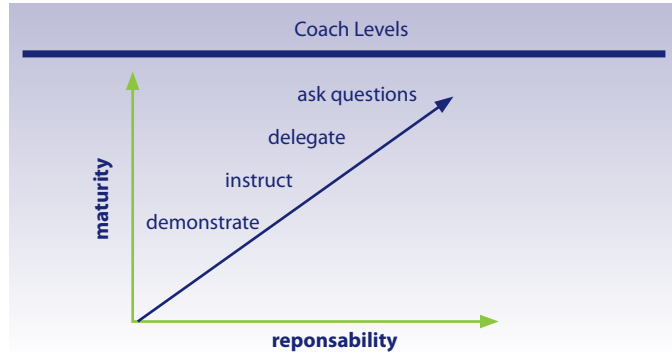 Coach Levels
ask questions
delegate
instruct
demonstrate
maturity
reponsability